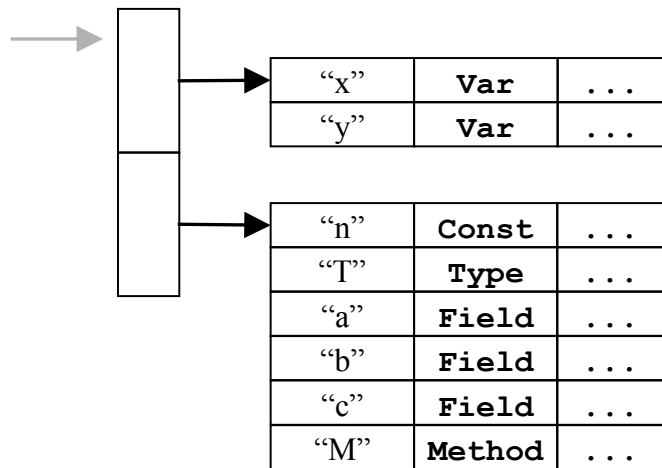 “x” Var ...
“y” Var ...
“n” Const ...
“T” Type ...
“a” Field ...
“b” Field ...
“c” Field ...
“M” Method ...